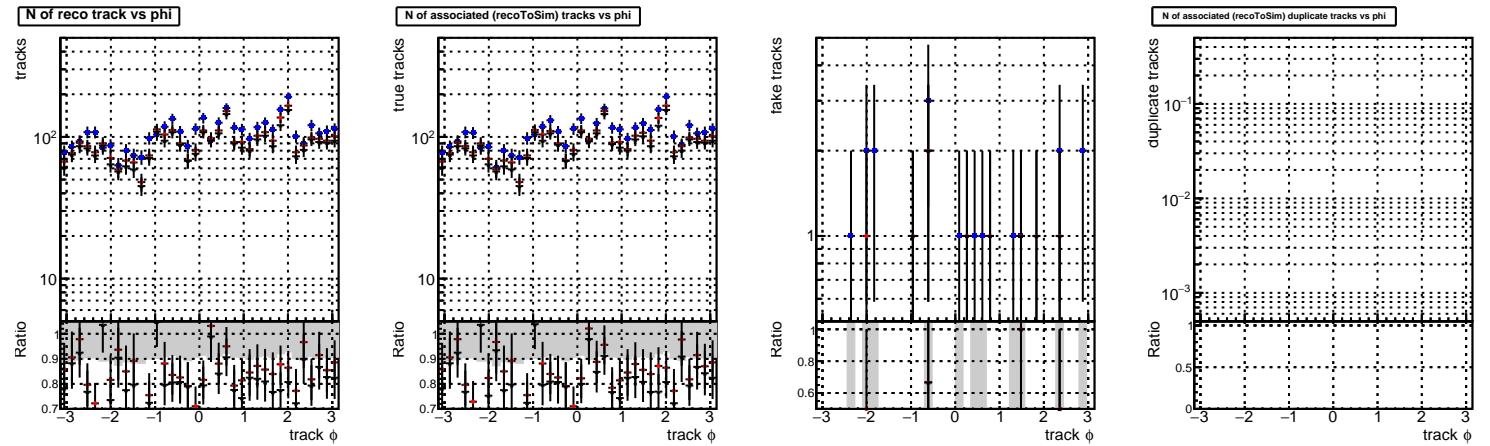 N of reco track vs phi
tracks
10²
10
Ratio
1
0.9
0.8
0.7
−3 −2 −1 0 1 2 3
track ϕ
N of associated (recoToSim) tracks vs phi
true tracks
10²
10
Ratio
1
0.9
0.8
0.7
−3 −2 −1 0 1 2 3
track ϕ
fake tracks
1
Ratio
1
0.8
0.6
−3 −2 −1 0 1 2 3
track ϕ
N of associated (recoToSim) duplicate tracks vs phi
duplicate tracks
10⁻¹
10⁻²
10⁻³
Ratio
1
0.5
0
−3 −2 −1 0 1 2 3
track ϕ